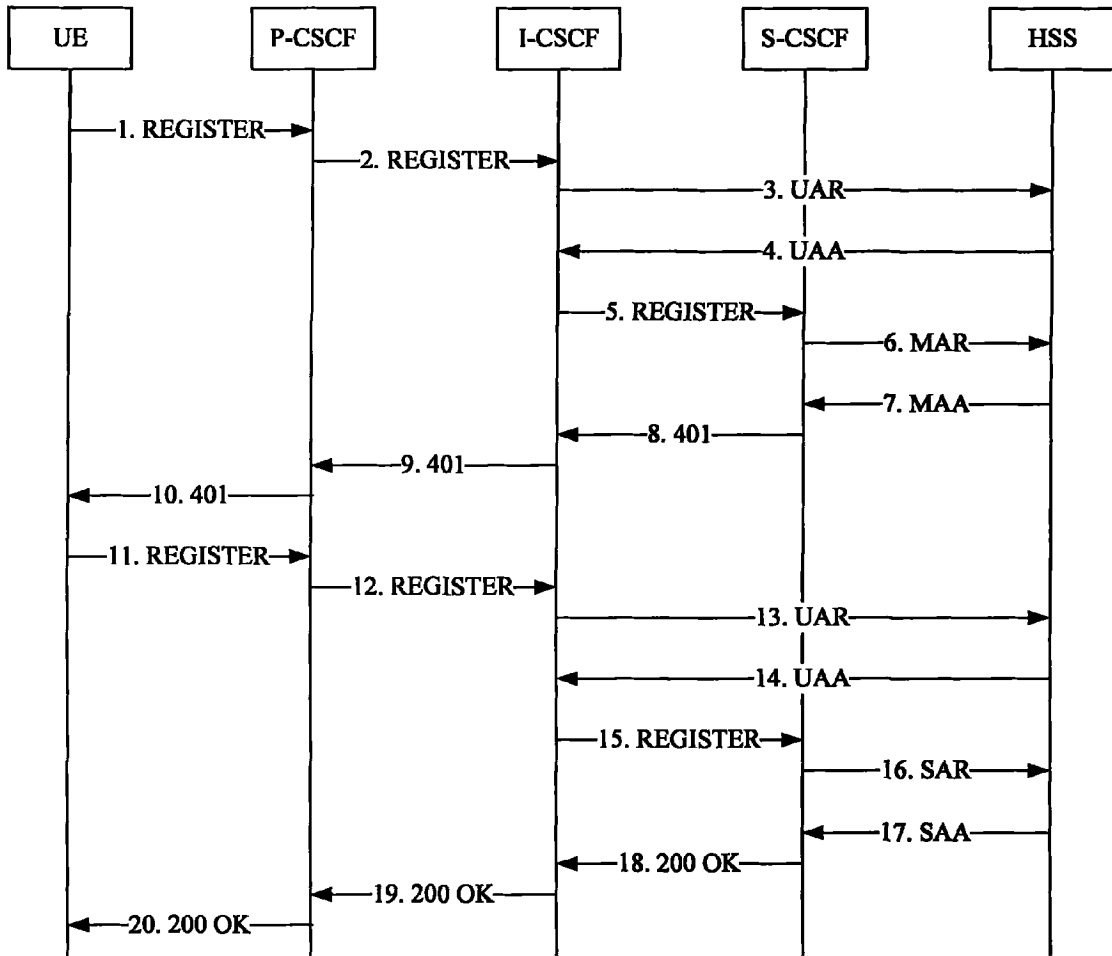 UE
P-CSCF
I-CSCF
S-CSCF
HSS
1. REGISTER
2. REGISTER
3. UAR
4. UAA
5. REGISTER
6. MAR
7. MAA
8. 401
9. 401
10. 401
11. REGISTER
12. REGISTER
13. UAR
14. UAA
15. REGISTER
16. SAR
17. SAA
18. 200 OK
19. 200 OK
20. 200 OK